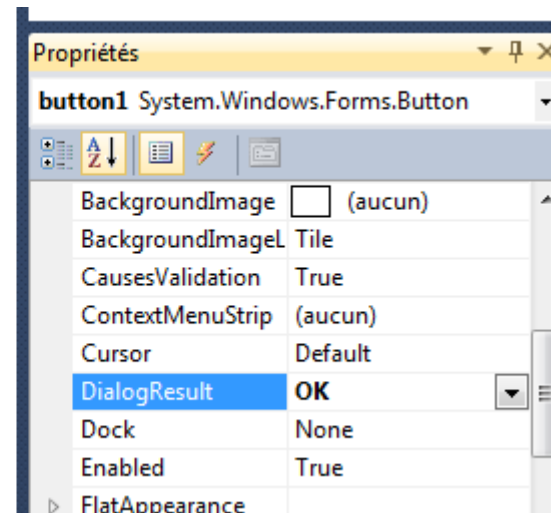 Propriétés
button1 System.Windows.Forms.Button
A
Z
BackgroundImage (aucun)
BackgroundImageL Tile
CausesValidation True
ContextMenuStrip (aucun)
Cursor Default
DialogResult OK
Dock None
Enabled True
FlatAppearance